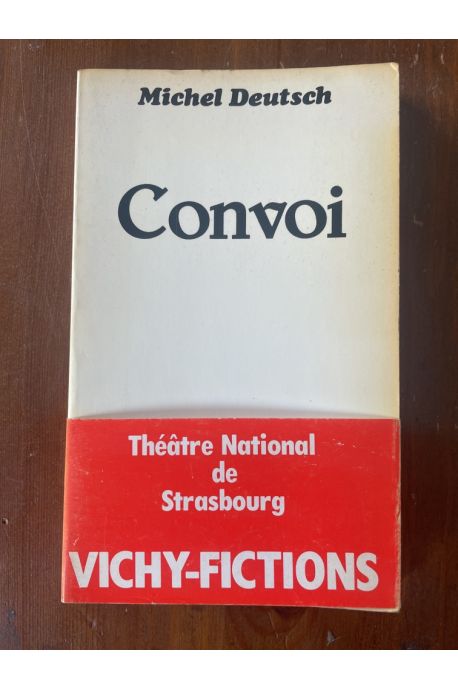 Michel Deutsch
Convoi
Théâtre National
de
Strasbourg
VICHY-FICTIONS